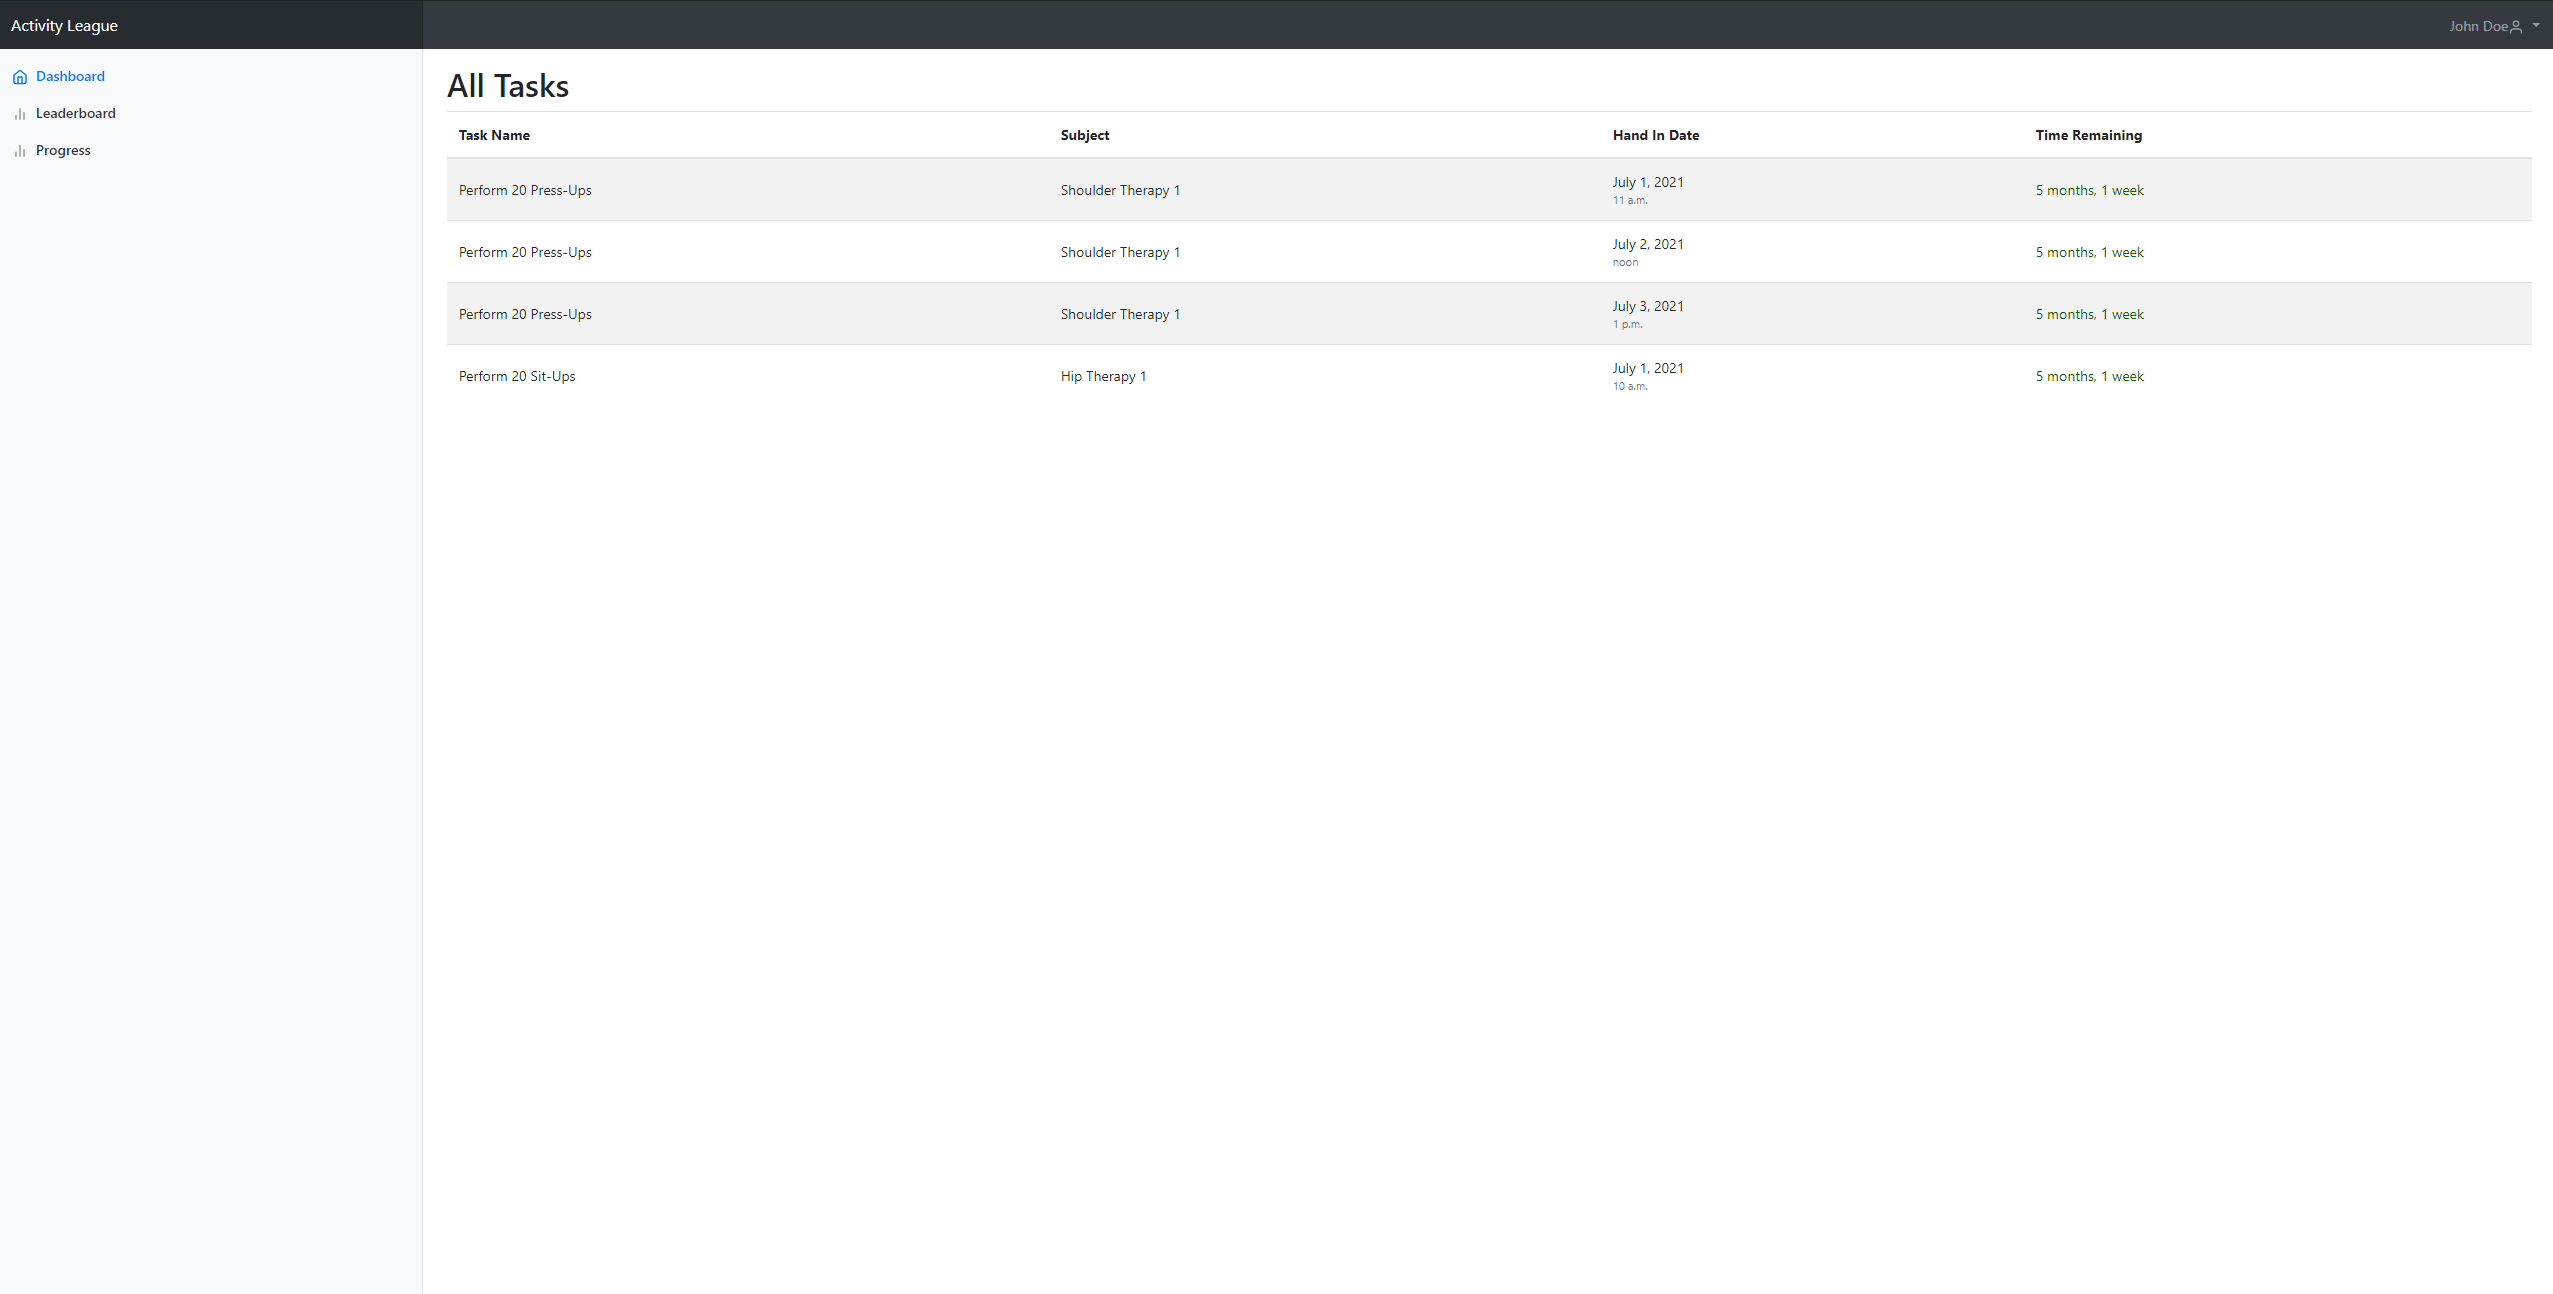 Activity League
John Doe
Dashboard
Leaderboard
Progress
All Tasks
Task Name Subject Hand In Date Time Remaining
Perform 20 Press-Ups Shoulder Therapy 1 July 1, 2021 5 months, 1 week
11 a.m.
Perform 20 Press-Ups Shoulder Therapy 1 July 2, 2021 5 months, 1 week
noon
Perform 20 Press-Ups Shoulder Therapy 1 July 3, 2021 5 months, 1 week
1 p.m.
Perform 20 Sit-Ups Hip Therapy 1 July 1, 2021 5 months, 1 week
10 a.m.